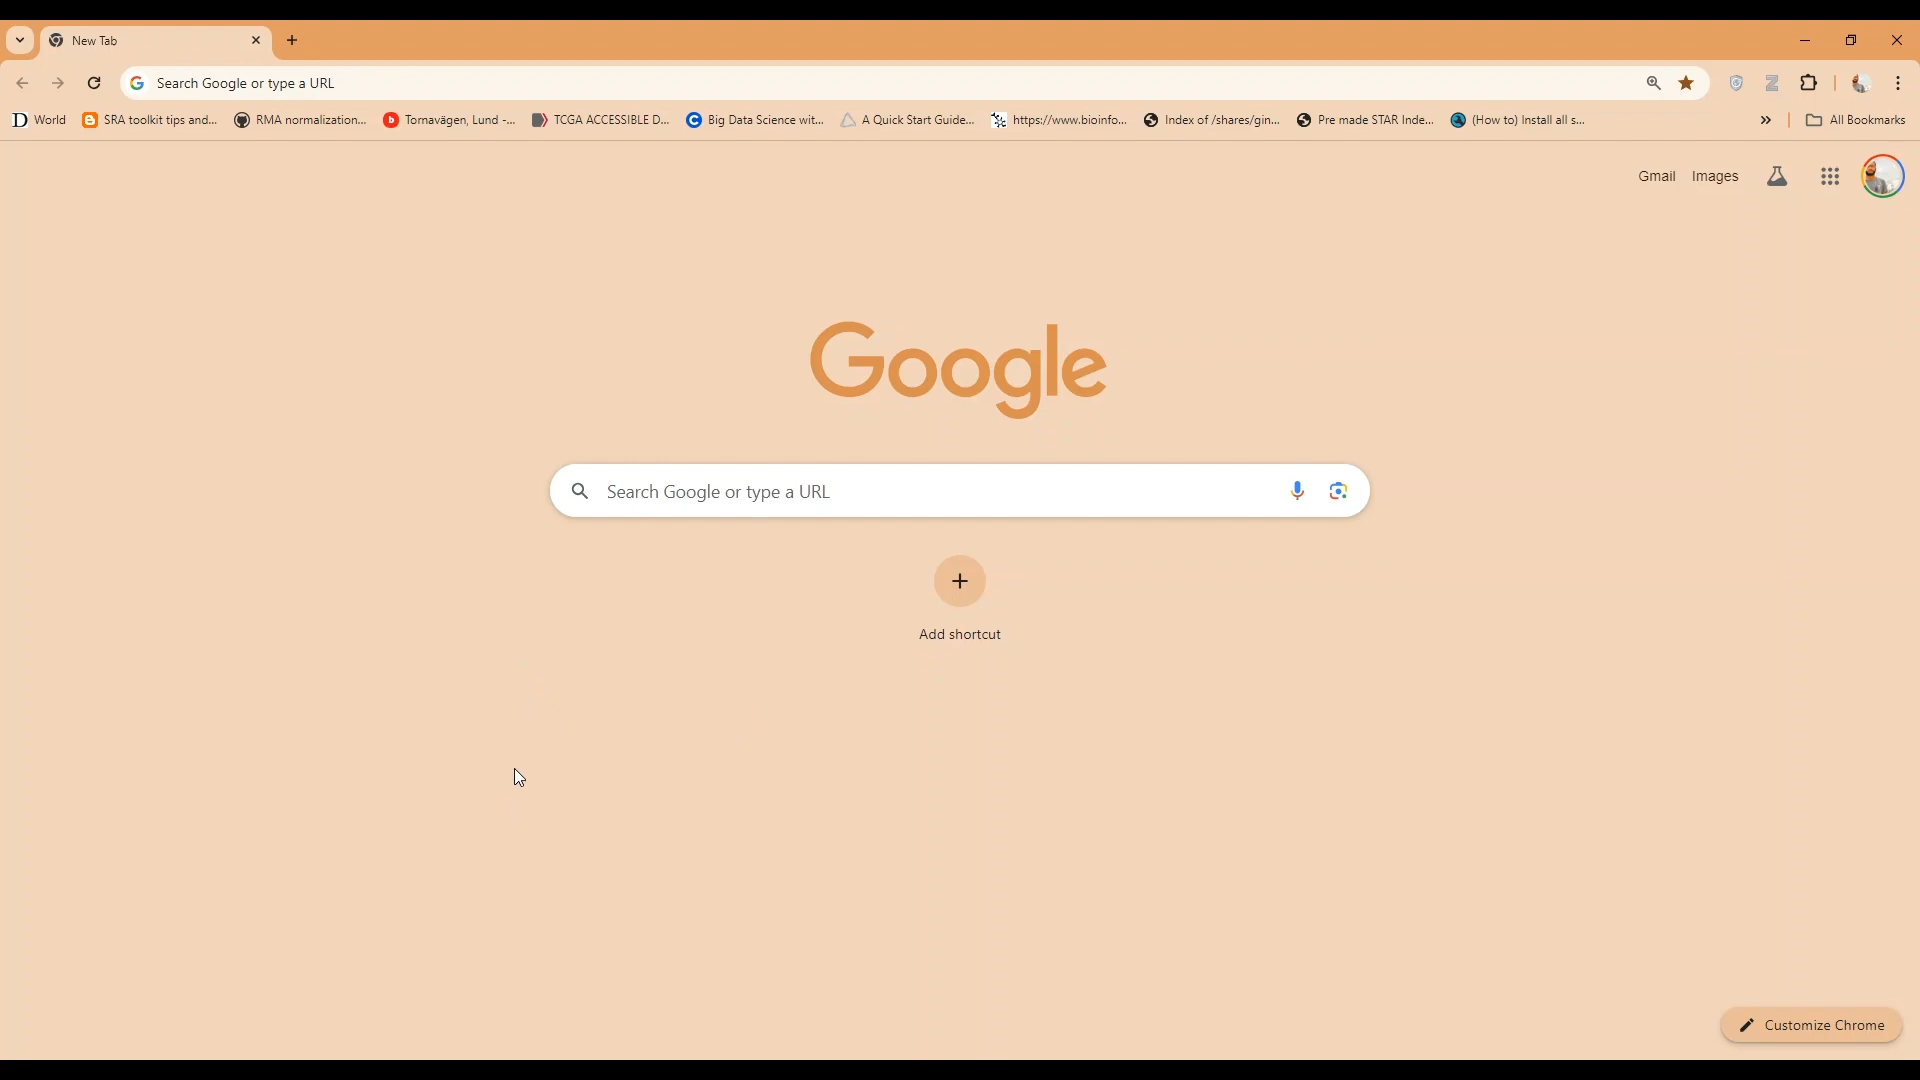 New Tab
Search Google or type a URL
World
SRA toolkit tips and...
RMA normalization...
Tornavägen, Lund -...
TCGA ACCESSIBLE D...
Big Data Science wit...
A Quick Start Guide...
https://www.bioinfo...
Index of /shares/gin...
Pre made STAR Inde...
(How to) Install all s...
All Bookmarks
Gmail
Images
Google
Search Google or type a URL
Add shortcut
Customize Chrome